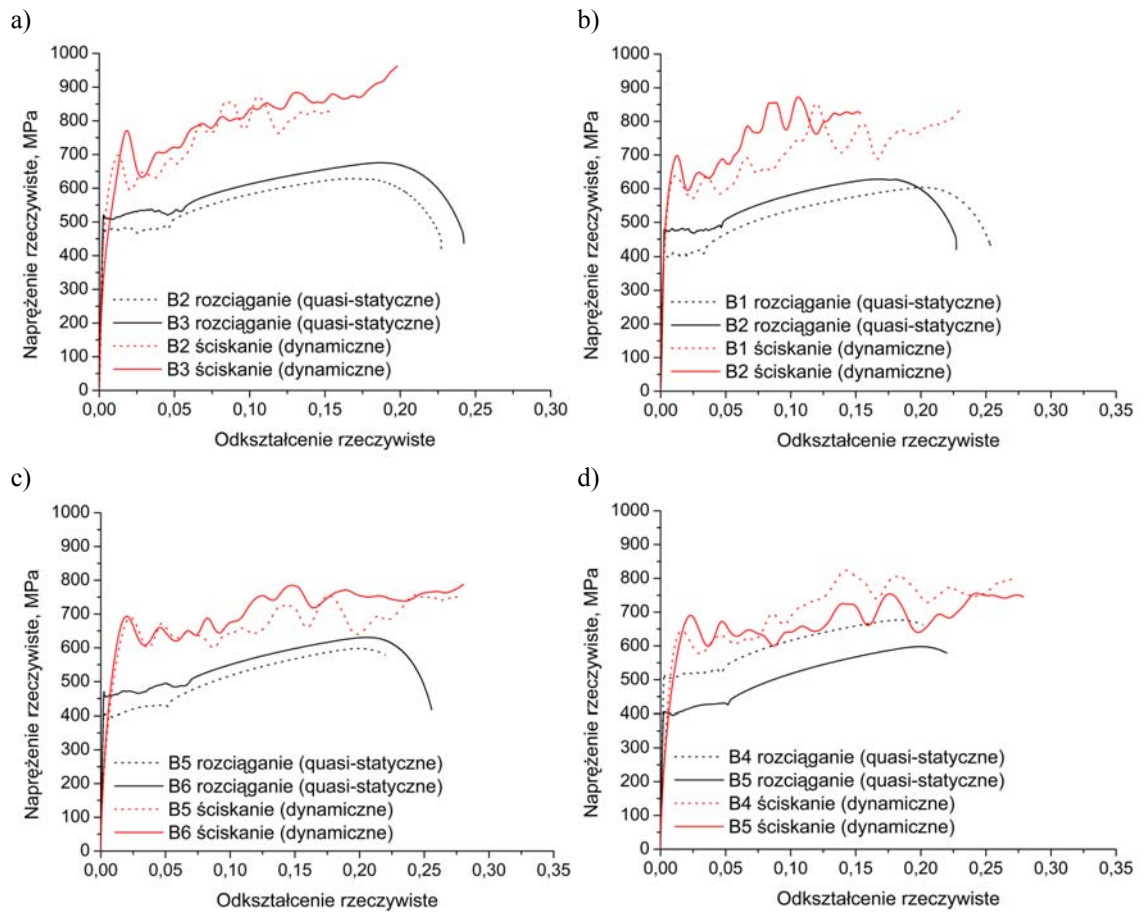 a)
Naprężenie rzeczywiste, MPa
1000
900
800
700
600
500
400
300
200
100
0
B2 rozciąganie (quasi-statyczne)
B3 rozciąganie (quasi-statyczne)
B2 ściskanie (dynamiczne)
B3 ściskanie (dynamiczne)
0,00 0,05 0,10 0,15 0,20 0,25 0,30
Odkształcenie rzeczywiste
b)
Naprężenie rzeczywiste, MPa
1000
900
800
700
600
500
400
300
200
100
0
B1 rozciąganie (quasi-statyczne)
B2 rozciąganie (quasi-statyczne)
B1 ściskanie (dynamiczne)
B2 ściskanie (dynamiczne)
0,00 0,05 0,10 0,15 0,20 0,25 0,30 0,35
Odkształcenie rzeczywiste
c)
Naprężenie rzeczywiste, MPa
1000
900
800
700
600
500
400
300
200
100
0
B5 rozciąganie (quasi-statyczne)
B6 rozciąganie (quasi-statyczne)
B5 ściskanie (dynamiczne)
B6 ściskanie (dynamiczne)
0,00 0,05 0,10 0,15 0,20 0,25 0,30 0,35
Odkształcenie rzeczywiste
d)
Naprężenie rzeczywiste, MPa
1000
900
800
700
600
500
400
300
200
100
0
B4 rozciąganie (quasi-statyczne)
B5 rozciąganie (quasi-statyczne)
B4 ściskanie (dynamiczne)
B5 ściskanie (dynamiczne)
0,00 0,05 0,10 0,15 0,20 0,25 0,30 0,35
Odkształcenie rzeczywiste